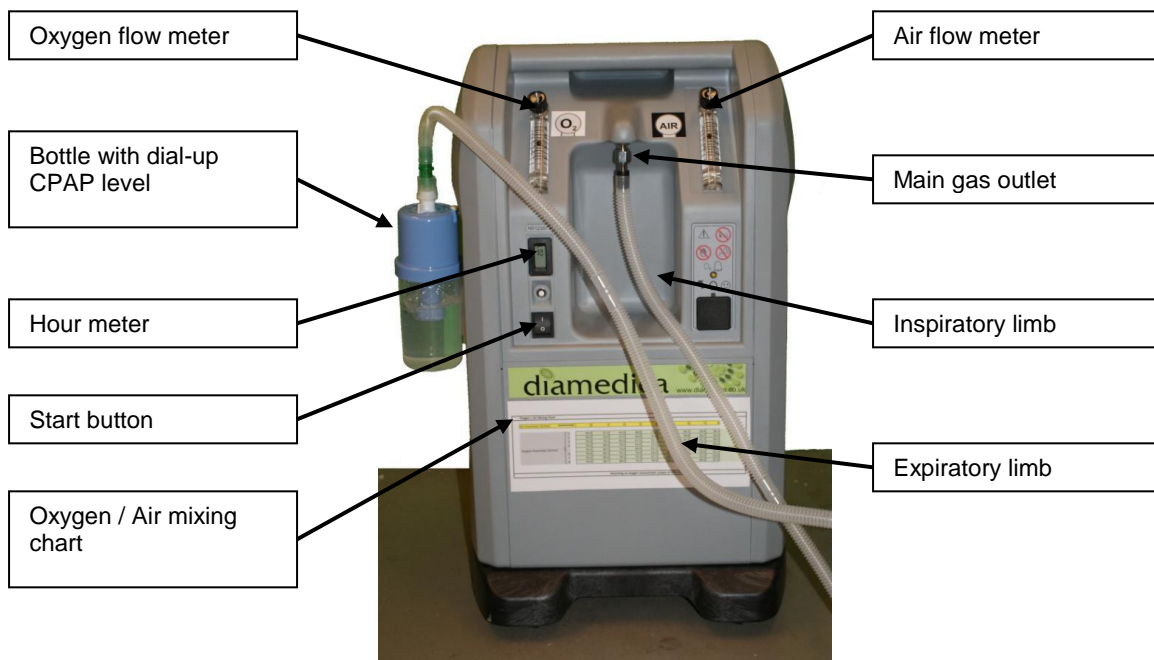 Oxygen flow meter
Air flow meter
Bottle with dial-up
CPAP level
Main gas outlet
Hour meter
Inspiratory limb
Start button
Expiratory limb
Oxygen / Air mixing
chart
O2
AIR
diamedica